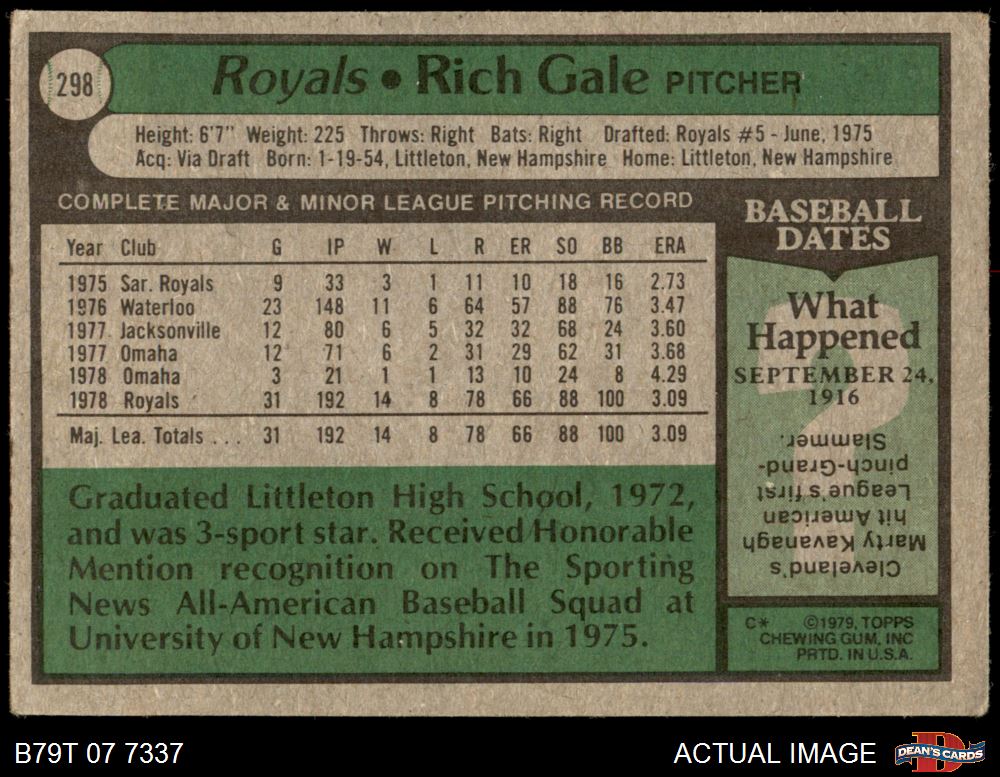 298
Royals • Rich Gale PITCHER
Height: 6'7" Weight: 225 Throws: Right Bats: Right Drafted: Royals #5 - June, 1975
Acq: Via Draft Born: 1-19-54, Littleton, New Hampshire Home: Littleton, New Hampshire
COMPLETE MAJOR & MINOR LEAGUE PITCHING RECORD
Year Club G IP W L R ER SO BB ERA
1975 Sar. Royals 9 33 3 1 11 10 18 16 2.73
1976 Waterloo 23 148 11 6 64 57 88 76 3.47
1977 Jacksonville 12 80 6 5 32 32 68 24 3.60
1977 Omaha 12 71 6 2 31 29 62 31 3.68
1978 Omaha 3 21 1 1 13 10 24 8 4.29
1978 Royals 31 192 14 8 78 66 88 100 3.09
Maj. Lea. Totals ... 31 192 14 8 78 66 88 100 3.09
Graduated Littleton High School, 1972,
and was 3-sport star. Received Honorable
Mention recognition on The Sporting
News All-American Baseball Squad at
University of New Hampshire in 1975.
BASEBALL
DATES
What
Happened
SEPTEMBER 24,
1916
Cleveland's
Marty Kavanagh
hit American
League's first
pinch-Grand-
Slammer.
C* ©1979, TOPPS
CHEWING GUM, INC
PRTD. IN U.S.A.
B79T 07 7337
ACTUAL IMAGE
D
DEAN'S CARDS